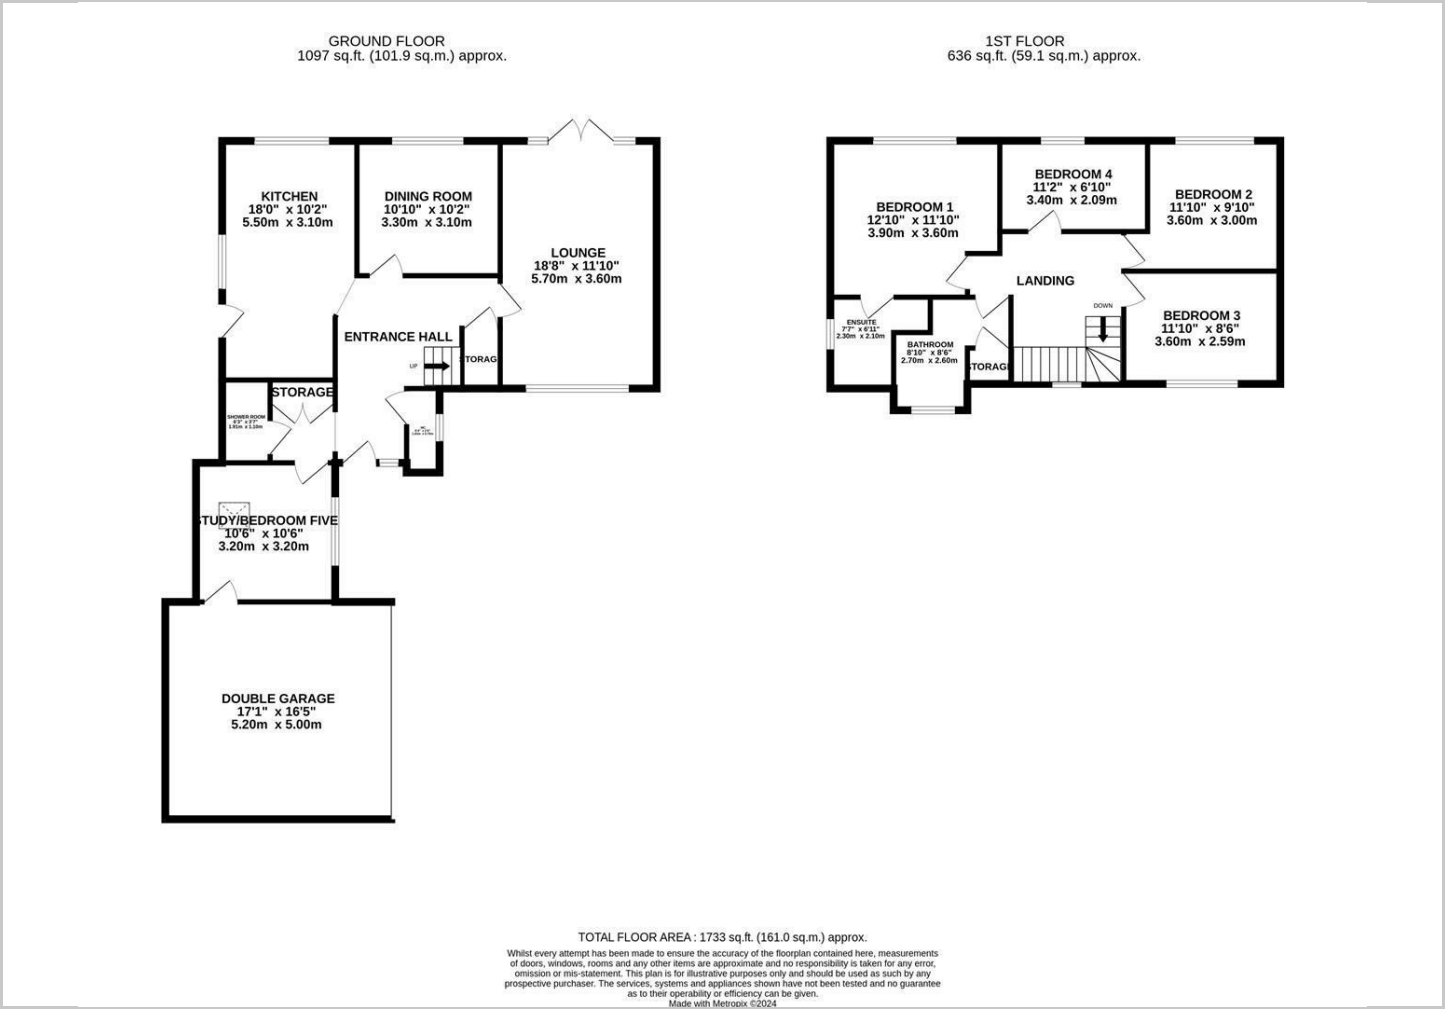 GROUND FLOOR
1097 sq.ft. (101.9 sq.m.) approx.
1ST FLOOR
636 sq.ft. (59.1 sq.m.) approx.
KITCHEN
18'0" x 10'2"
5.50m x 3.10m
DINING ROOM
10'10" x 10'2"
3.30m x 3.10m
LOUNGE
18'8" x 11'10"
5.70m x 3.60m
ENTRANCE HALL
UP
STORAG
STORAGE
SHOWER ROOM
STUDY/BEDROOM FIVE
10'6" x 10'6"
3.20m x 3.20m
DOUBLE GARAGE
17'1" x 16'5"
5.20m x 5.00m
BEDROOM 1
12'10" x 11'10"
3.90m x 3.60m
BEDROOM 4
11'2" x 6'10"
3.40m x 2.09m
BEDROOM 2
11'10" x 9'10"
3.60m x 3.00m
LANDING
DOWN
BEDROOM 3
11'10" x 8'6"
3.60m x 2.59m
ENSUITE
7'7" x 6'11"
2.30m x 2.10m
BATHROOM
8'10" x 8'6"
2.70m x 2.60m
STORAGE
TOTAL FLOOR AREA : 1733 sq.ft. (161.0 sq.m.) approx.
Whilst every attempt has been made to ensure the accuracy of the floorplan contained here, measurements
of doors, windows, rooms and any other items are approximate and no responsibility is taken for any error,
omission or mis-statement. This plan is for illustrative purposes only and should be used as such by any
prospective purchaser. The services, systems and appliances shown have not been tested and no guarantee
as to their operability or efficiency can be given.
Made with Metropix ©2024